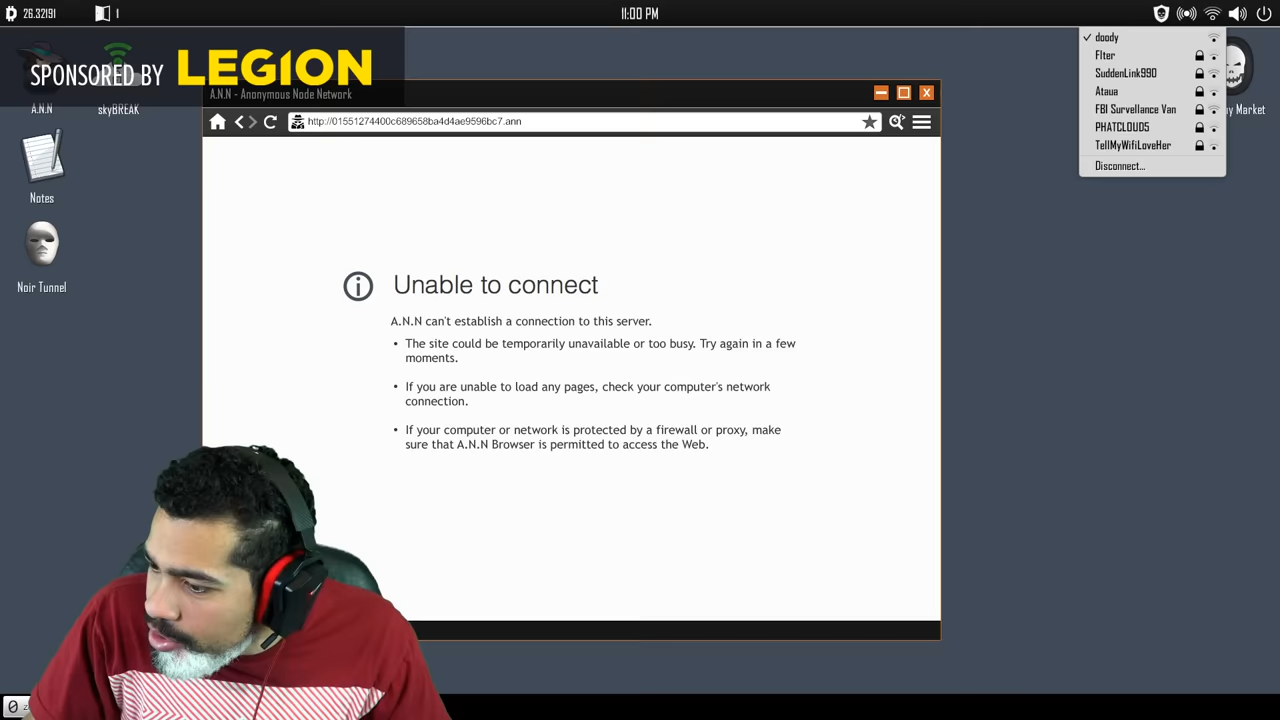 26.32191
1
11:00 PM
SPONSORED BY LEGION
A.N.N
skyBREAK
Notes
Noir Tunnel
A.N.N - Anonymous Node Network
http://01551274400c689658ba4d4ae9596bc7.ann
Unable to connect
A.N.N can't establish a connection to this server.
• The site could be temporarily unavailable or too busy. Try again in a few
moments.
• If you are unable to load any pages, check your computer's network
connection.
• If your computer or network is protected by a firewall or proxy, make
sure that A.N.N Browser is permitted to access the Web.
doody
FIter
SuddenLink990
Ataua
FBI Survellance Van
PHATCLOUD5
TellMyWifiLoveHer
Disconnect...
Market